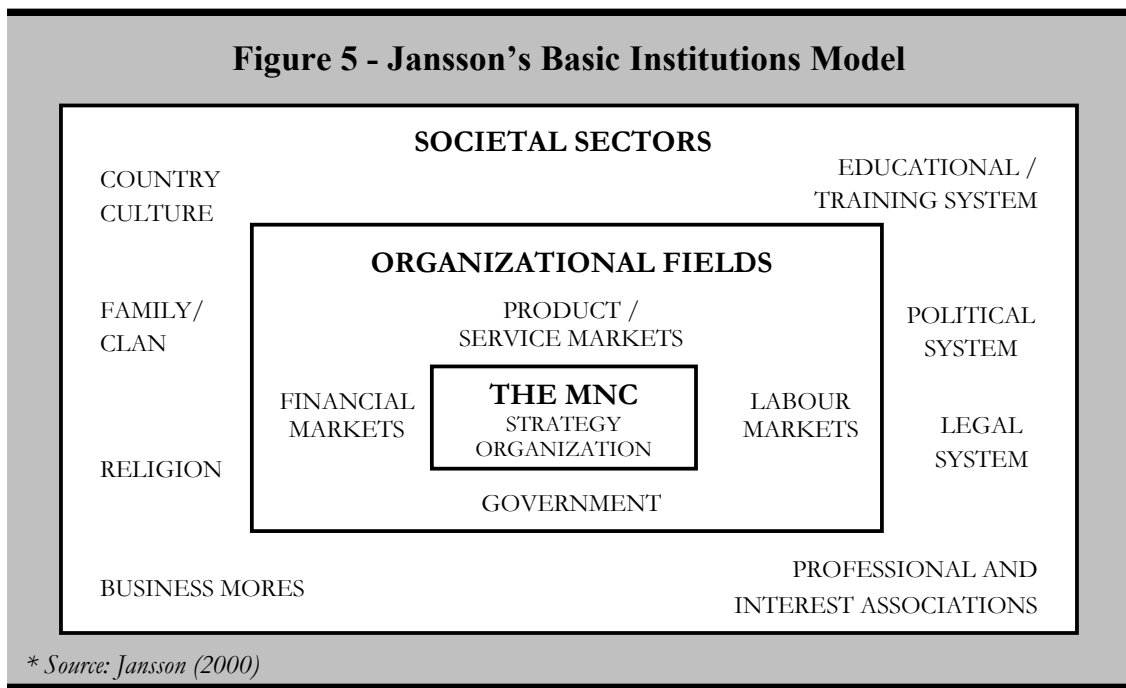 Figure 5 - Jansson's Basic Institutions Model
SOCIETAL SECTORS
COUNTRY
CULTURE
EDUCATIONAL /
TRAINING SYSTEM
ORGANIZATIONAL FIELDS
FAMILY/
CLAN
PRODUCT /
SERVICE MARKETS
POLITICAL
SYSTEM
FINANCIAL
MARKETS
THE MNC
STRATEGY
ORGANIZATION
LABOUR
MARKETS
LEGAL
SYSTEM
RELIGION
GOVERNMENT
BUSINESS MORES
PROFESSIONAL AND
INTEREST ASSOCIATIONS
* Source: Jansson (2000)